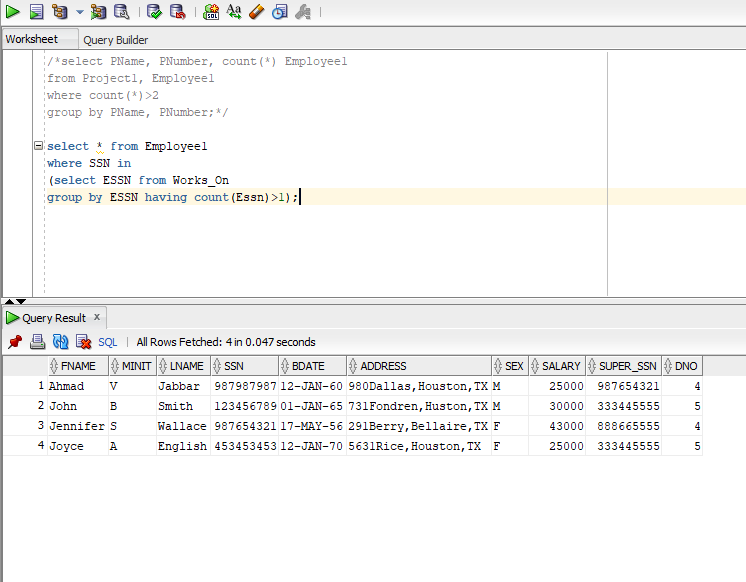 SQL Aa
Worksheet Query Builder
/*select PName, PNumber, count(*) Employee1
from Project1, Employee1
where count(*)>2
group by PName, PNumber;*/
select * from Employee1
where SSN in
(select ESSN from Works_On
group by ESSN having count(Essn)>1);
Query Result x
SQL | All Rows Fetched: 4 in 0.047 seconds
FNAME MINIT LNAME SSN BDATE ADDRESS SEX SALARY SUPER_SSN DNO
1 Ahmad V Jabbar 987987987 12-JAN-60 980Dallas,Houston,TX M 25000 987654321 4
2 John B Smith 123456789 01-JAN-65 731Fondren,Huston,TX M 30000 333445555 5
3 Jennifer S Wallace 987654321 17-MAY-56 291Berry,Bellaire,TX F 43000 888665555 4
4 Joyce A English 453453453 12-JAN-70 5631Rice,Houston,TX F 25000 333445555 5